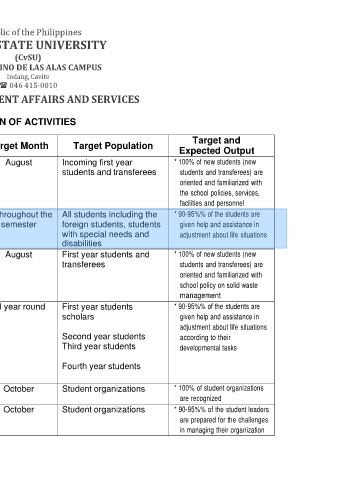 lic of the Philippines
STATE UNIVERSITY
(CvSU)
INO DE LAS ALAS CAMPUS
Indang, Cavite
☎ 046 415-0010
ENT AFFAIRS AND SERVICES
N OF ACTIVITIES
rget Month
Target Population
Target and
Expected Output
August
Incoming first year
students and transferees
* 100% of new students (new
students and transferees) are
oriented and familiarized with
the school policies, services,
facilities and personnel
hroughout the
semester
All students including the
foreign students, students
with special needs and
disabilities
* 90-95%% of the students are
given help and assistance in
adjustment about life situations
August
First year students and
transferees
* 100% of new students (new
students and transferees) are
oriented and familiarized with
school policy on solid waste
management
l year round
First year students
scholars
Second year students
Third year students
Fourth year students
* 90-95%% of the students are
given help and assistance in
adjustment about life situations
according to their
developmental tasks
October
Student organizations
* 100% of student organizations
are recognized
October
Student organizations
* 90-95%% of the student leaders
are prepared for the challenges
in managing their organization